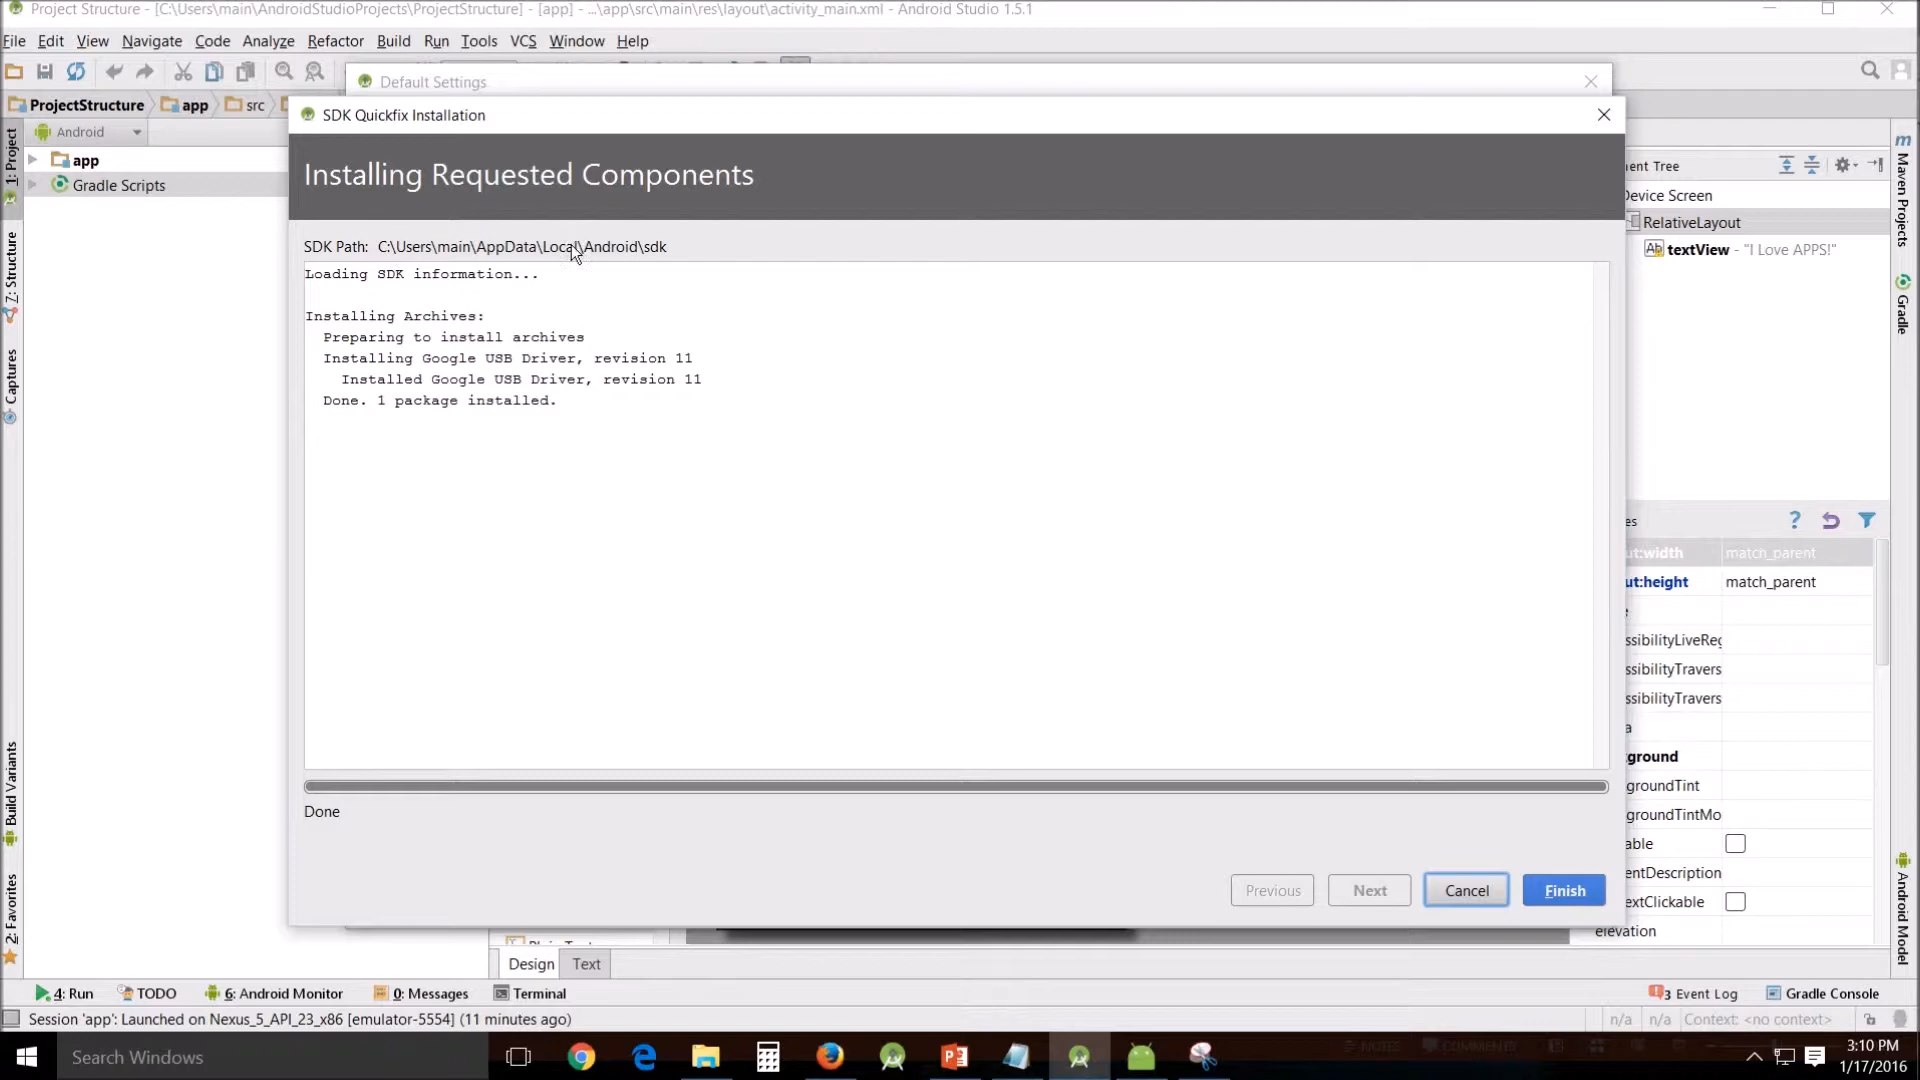 Project Structure - [C:\Users\main\AndroidStudioProjects\ProjectStructure] - [app] - ...\app\src\main\res\layout\activity_main.xml - Android Studio 1.5.1
File Edit View Navigate Code Analyze Refactor Build Run Tools VCS Window Help
Default Settings
ProjectStructure app src
SDK Quickfix Installation
Android
1: Project
app
Gradle Scripts
Installing Requested Components
SDK Path: C:\Users\main\AppData\Local\Android\sdk
Loading SDK information...
Installing Archives:
Preparing to install archives
Installing Google USB Driver, revision 11
Installed Google USB Driver, revision 11
Done. 1 package installed.
Done
Previous Next Cancel Finish
7: Structure
Captures
Build Variants
2: Favorites
ent Tree
Device Screen
RelativeLayout
Ab textView - "I Love APPS!"
m Maven Projects
Gradle
Android Model
es ?
ut:width match_parent
ut:height match_parent
e
ssibilityLiveReg
ssibilityTravers
ssibilityTravers
a
ground
groundTint
groundTintMo
able
entDescription
extClickable
elevation
Design Text
4: Run TODO 6: Android Monitor 0: Messages Terminal 3 Event Log Gradle Console
Session 'app': Launched on Nexus_5_API_23_x86 [emulator-5554] (11 minutes ago) n/a n/a Context: <no context>
Search Windows
NOTES COMMENTS
3:10 PM
1/17/2016